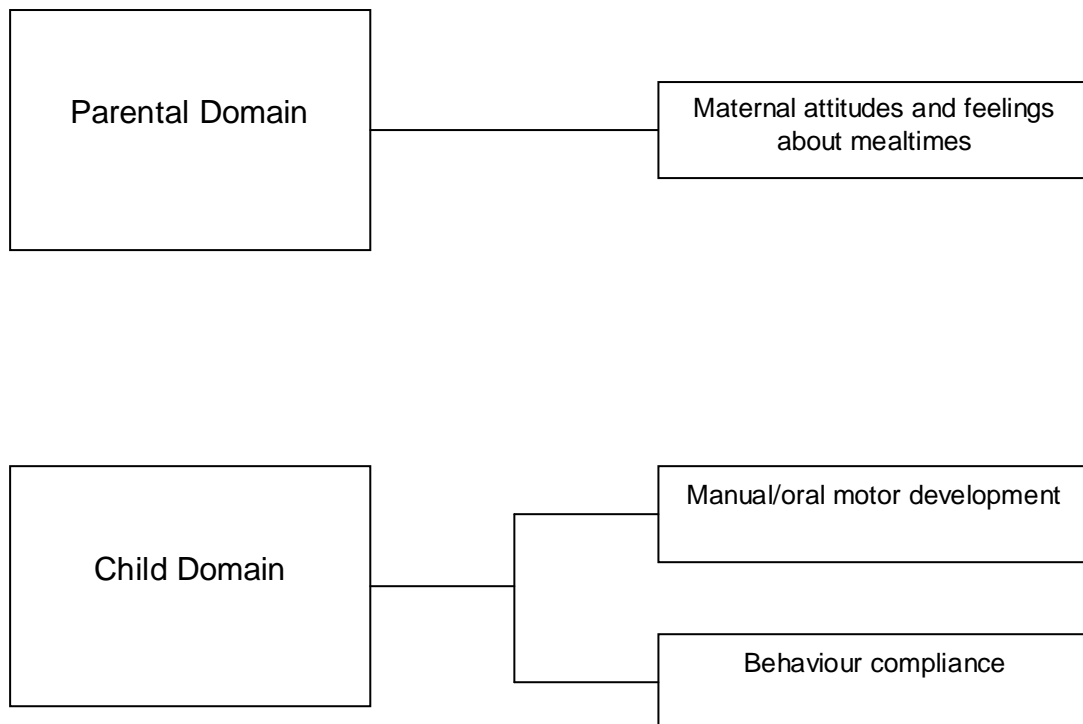 Parental Domain
Maternal attitudes and feelings
about mealtimes
Manual/oral motor development
Child Domain
Behaviour compliance